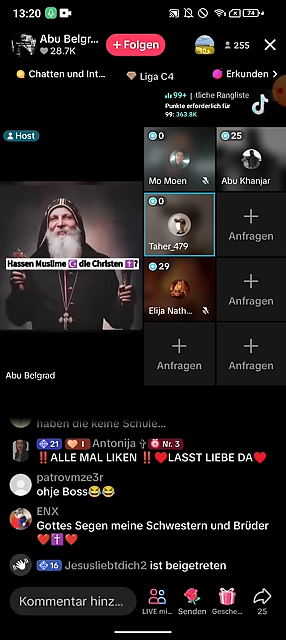 13:20
74
Abu Belgr...
28.7K
+ Folgen
255
Chatten und Int...
Liga C4
Erkunden >
99+ | tliche Rangliste
Punkte erforderlich für
99: 363.8K
Host
0
25
Mo Moen
Abu Khanjar
0
Taher_479
Anfragen
Hassen Muslime ☪️ die Christen ✝️?
29
Elija Nath...
Anfragen
Anfragen
Anfragen
Abu Belgrad
haben die keine Schule...
21 1 Antonija ✞ Nr. 3
‼️ALLE MAL LIKEN ‼️❤️LASST LIEBE DA❤️
patrovmze3r
ohje Boss😂😂
ENX
Gottes Segen meine Schwestern und Brüder
❤️✝️❤️
16 Jesusliebtdich2 ist beigetreten
Kommentar hinz...
LIVE mi...
Senden
Gesche...
25